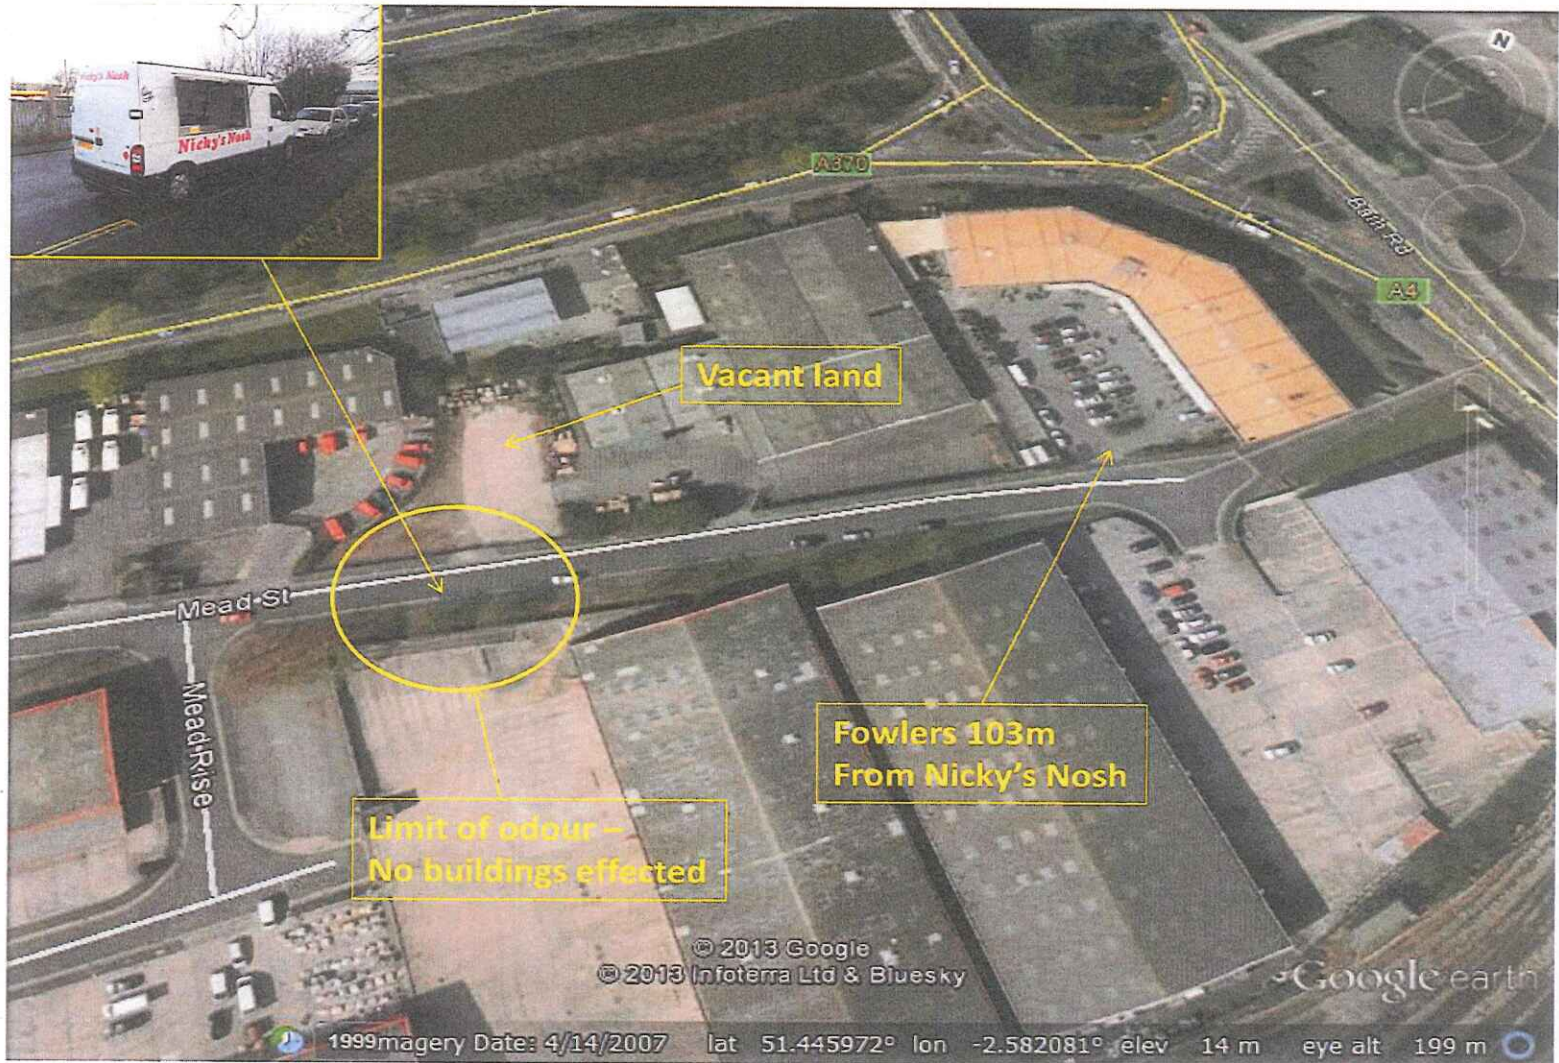 Nicky's Nosh
Nicky's Nosh
A370
Bath Rd
A4
Vacant land
Mead St
Mead Rise
Fowlers 103m
From Nicky's Nosh
Limit of odour –
No buildings effected
© 2013 Google
© 2013 Infoterra Ltd & Bluesky
Google earth
N
1999 magery Date: 4/14/2007 lat 51.445972° lon -2.582081° elev 14 m eye alt 199 m